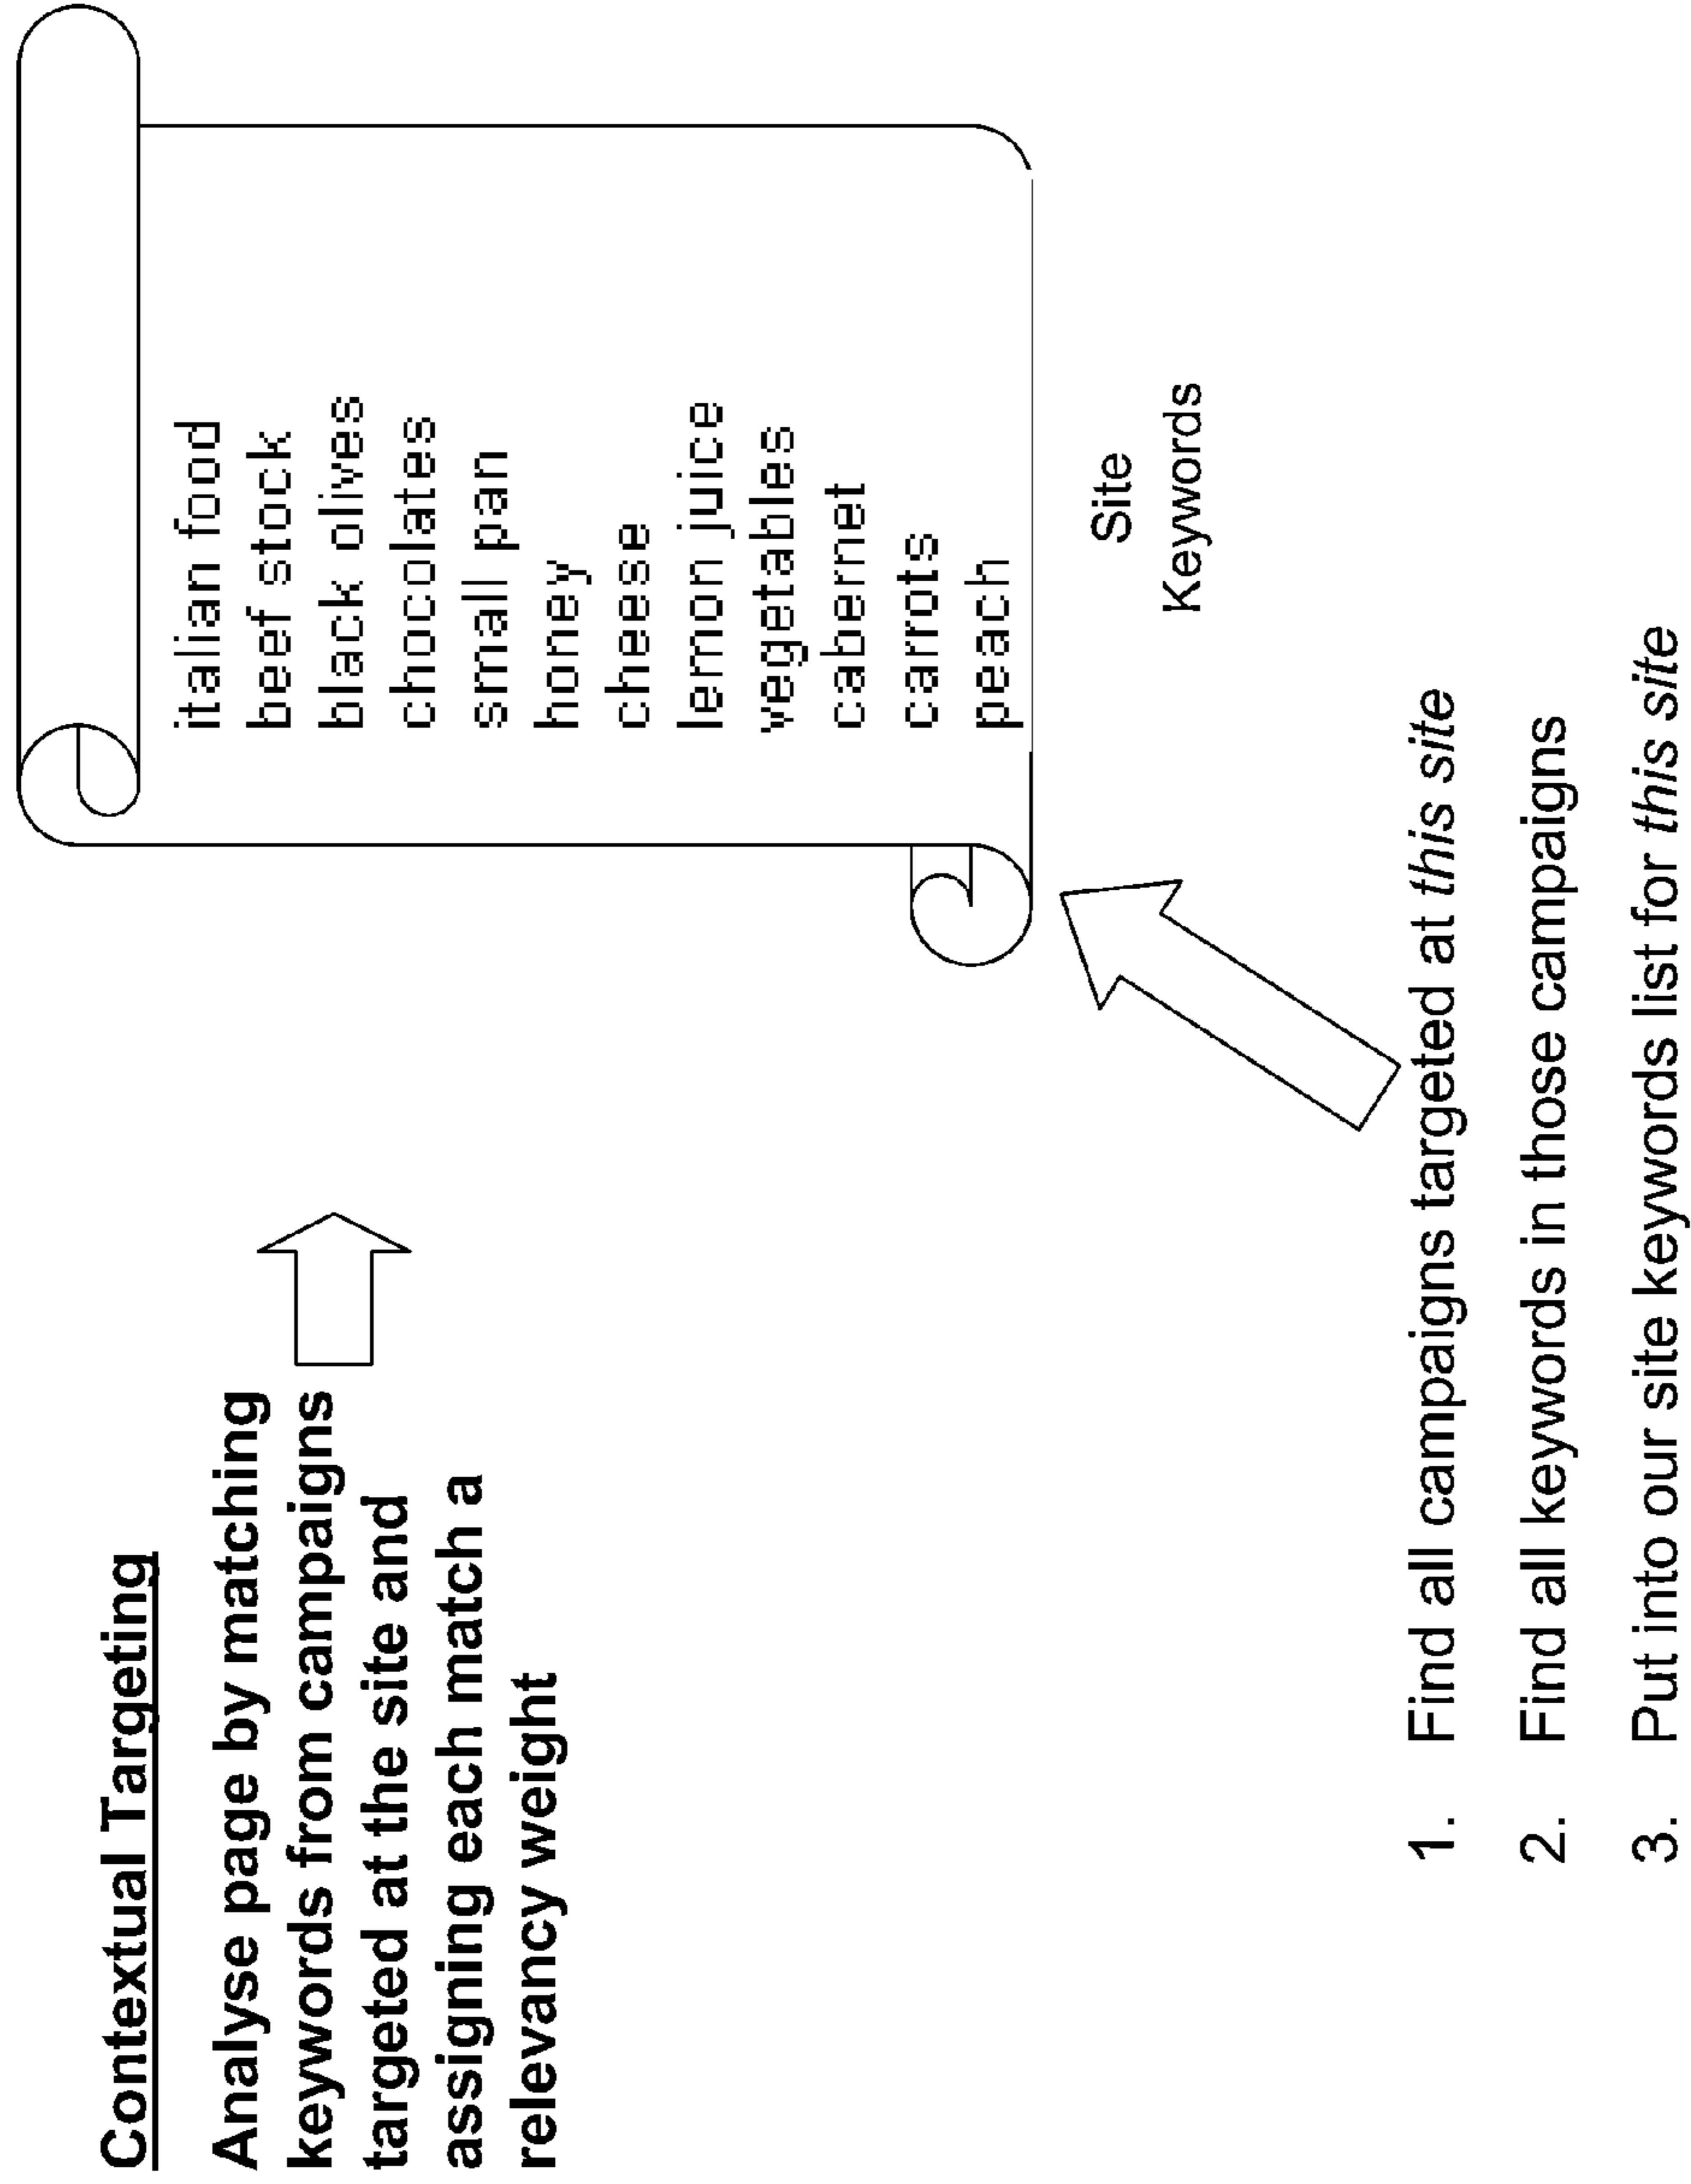 Contextual Targeting
Analyse page by matching
keywords from campaigns
targeted at the site and
assigning each match a
relevancy weight
italian food
beef stock
black olives
chocolates
small pan
honey
cheese
lemon juice
vegetables
cabernet
carrots
peach
Site
Keywords
1. Find all campaigns targeted at this site
2. Find all keywords in those campaigns
3. Put into our site keywords list for this site